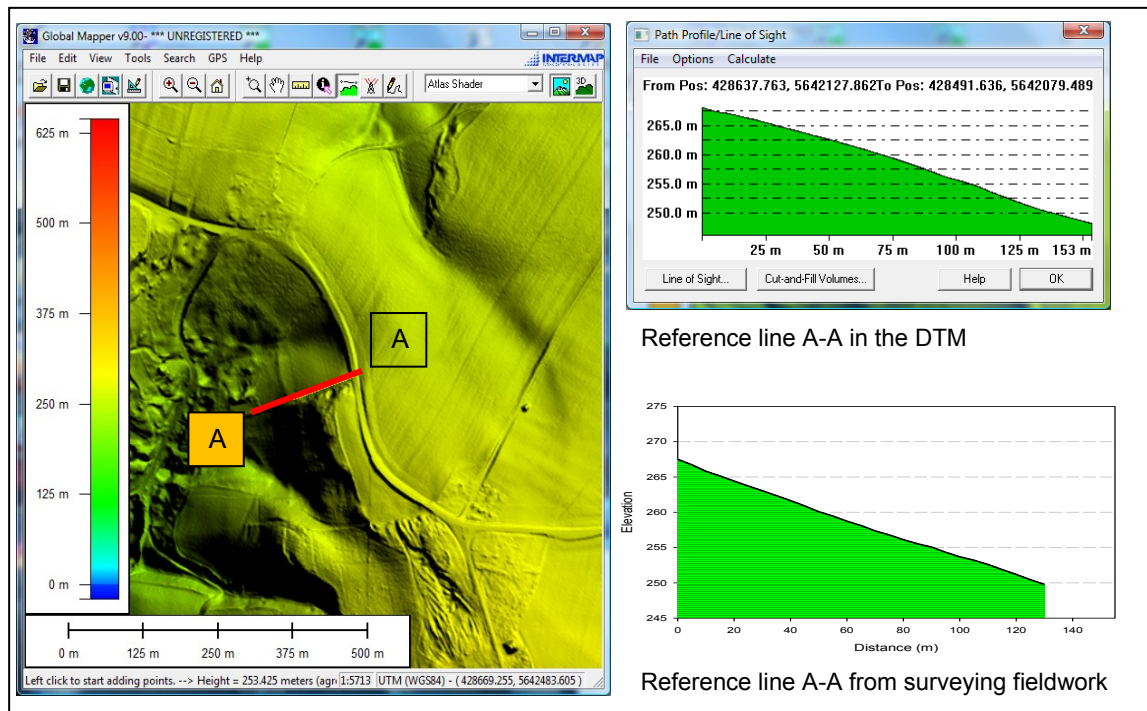 Global Mapper v9.00- *** UNREGISTERED ***
File Edit View Tools Search GPS Help
INTERMAP
Atlas Shader
3D
625 m
500 m
375 m
250 m
125 m
0 m
A
A
0 m 125 m 250 m 375 m 500 m
Left click to start adding points. --> Height = 253.425 meters (agr 1:5713 UTM (WGS84) - ( 428669.255, 5642483.605 )
Path Profile/Line of Sight
File Options Calculate
From Pos: 428637.763, 5642127.862To Pos: 428491.636, 5642079.489
265.0 m
260.0 m
255.0 m
250.0 m
25 m 50 m 75 m 100 m 125 m 153 m
Line of Sight... Cut-and-Fill Volumes... Help OK
Reference line A-A in the DTM
275
270
265
260
255
250
245
Elevation
0 20 40 60 80 100 120 140
Distance (m)
Reference line A-A from surveying fieldwork